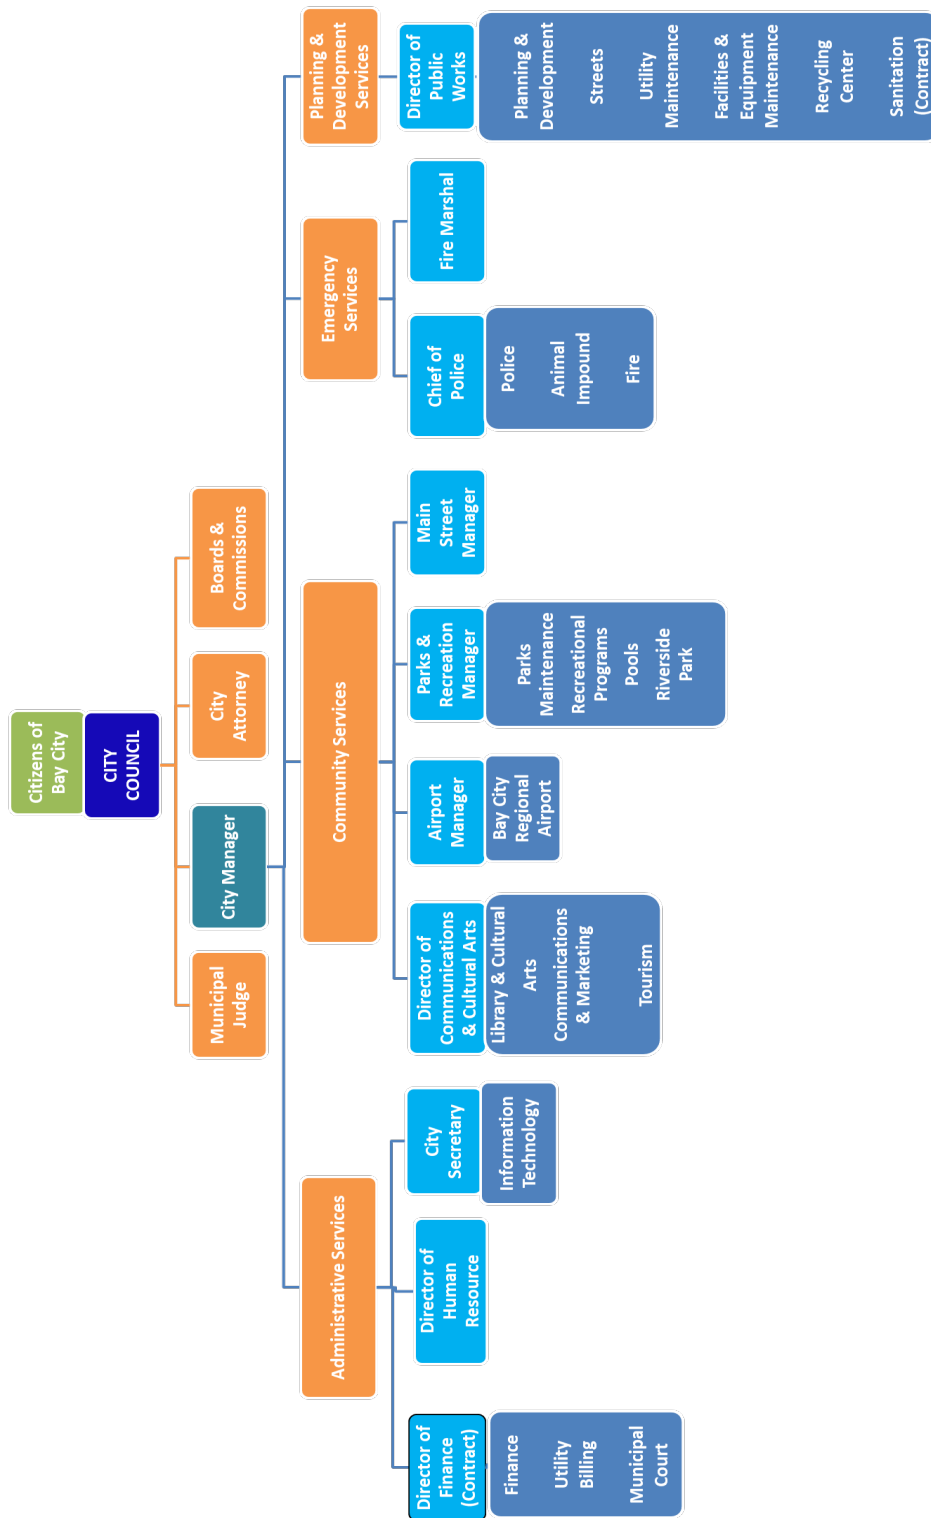 Citizens of
Bay City
CITY
COUNCIL
Municipal
Judge
City Manager
City
Attorney
Boards &
Commissions
Administrative Services
Community Services
Emergency
Services
Planning &
Development
Services
Director of
Finance
(Contract)
Finance
Utility
Billing
Municipal
Court
Director of
Human
Resource
City
Secretary
Information
Technology
Director of
Communications
& Cultural Arts
Library & Cultural
Arts
Communications
& Marketing
Tourism
Airport
Manager
Bay City
Regional
Airport
Parks &
Recreation
Manager
Parks
Maintenance
Recreational
Programs
Pools
Riverside
Park
Main
Street
Manager
Chief of
Police
Police
Animal
Impound
Fire
Fire Marshal
Director of
Public
Works
Planning &
Development
Streets
Utility
Maintenance
Facilities &
Equipment
Maintenance
Recycling
Center
Sanitation
(Contract)